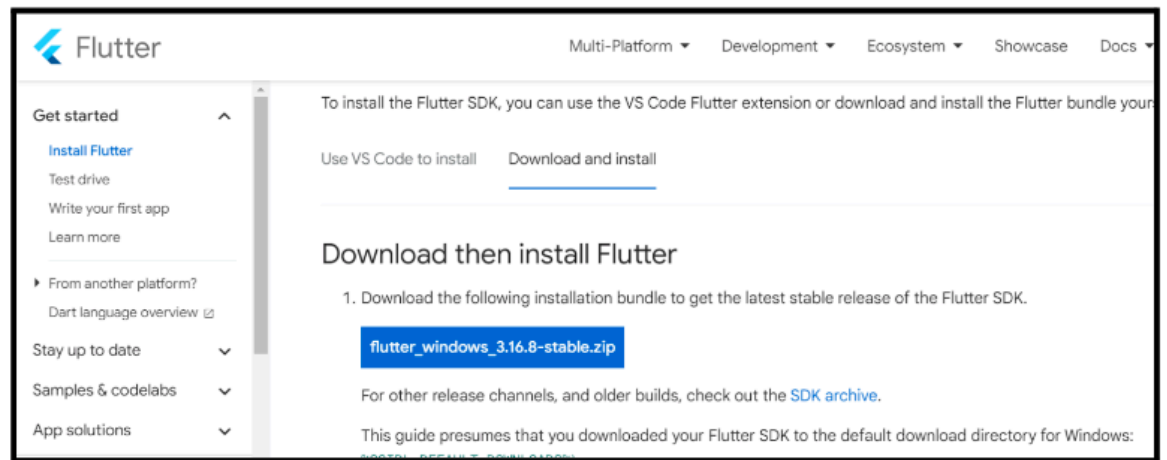 Flutter
Multi-Platform Development Ecosystem Showcase Docs
Get started
Install Flutter
Test drive
Write your first app
Learn more
From another platform?
Dart language overview
Stay up to date
Samples & codelabs
App solutions
To install the Flutter SDK, you can use the VS Code Flutter extension or download and install the Flutter bundle
Use VS Code to install Download and install
Download then install Flutter
1. Download the following installation bundle to get the latest stable release of the Flutter SDK.
flutter_windows_3.16.8-stable.zip
For other release channels, and older builds, check out the SDK archive.
This guide presumes that you downloaded your Flutter SDK to the default download directory for Windows: